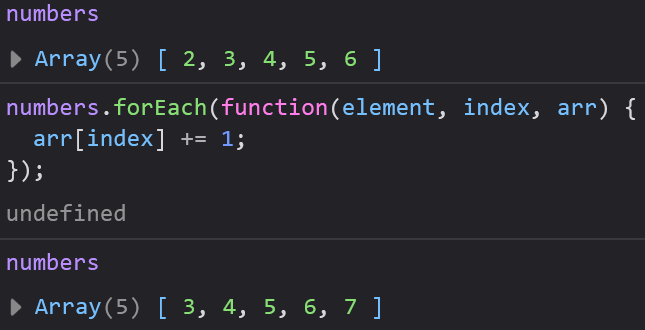 numbers
▶ Array(5) [ 2, 3, 4, 5, 6 ]
numbers.forEach(function(element, index, arr) {
  arr[index] += 1;
});
undefined
numbers
▶ Array(5) [ 3, 4, 5, 6, 7 ]